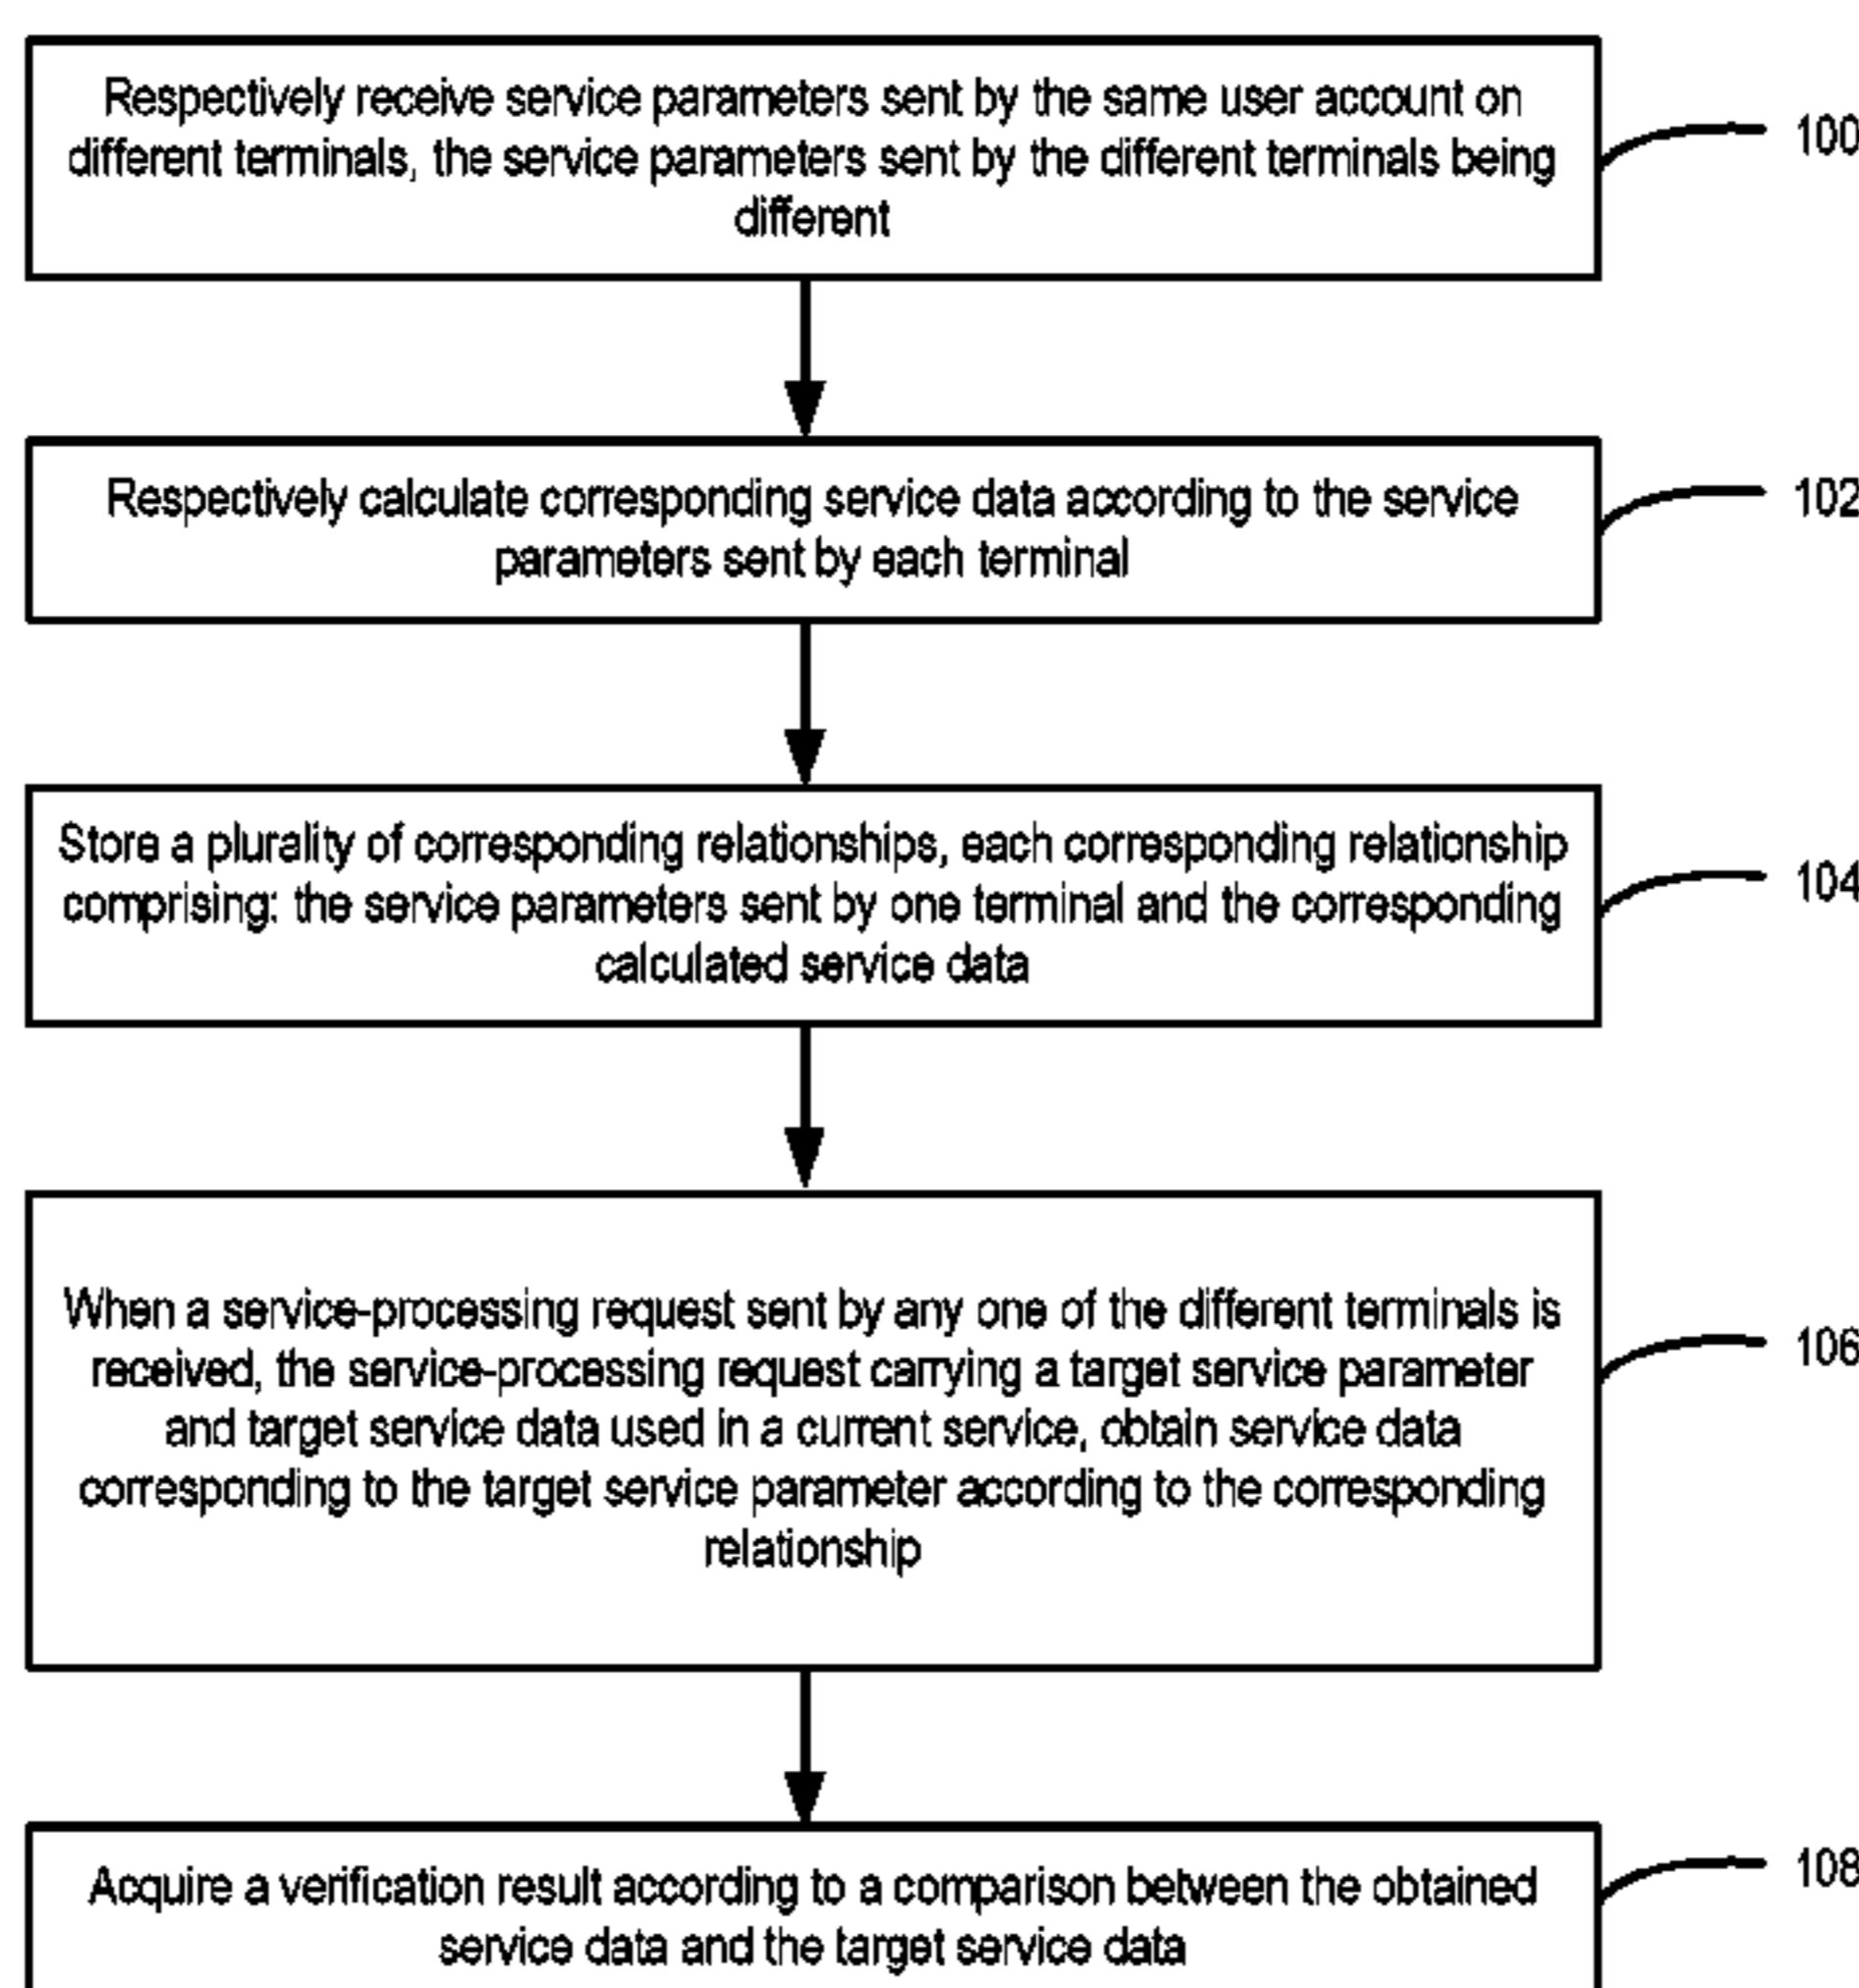 Respectively receive service parameters sent by the same user account on
different terminals, the service parameters sent by the different terminals being
different
100
Respectively calculate corresponding service data according to the service
parameters sent by each terminal
102
Store a plurality of corresponding relationships, each corresponding relationship
comprising: the service parameters sent by one terminal and the corresponding
calculated service data
104
When a service-processing request sent by any one of the different terminals is
received, the service-processing request carrying a target service parameter
and target service data used in a current service, obtain service data
corresponding to the target service parameter according to the corresponding
relationship
106
Acquire a verification result according to a comparison between the obtained
service data and the target service data
108